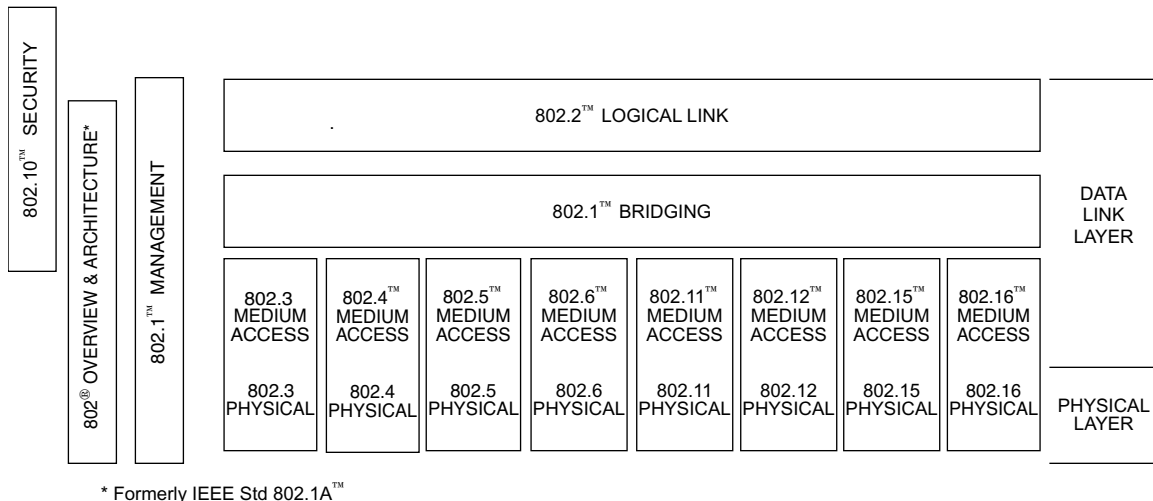 802.10™ SECURITY
802® OVERVIEW & ARCHITECTURE*
802.1™ MANAGEMENT
802.2™ LOGICAL LINK
802.1™ BRIDGING
802.3
MEDIUM
ACCESS
802.3
PHYSICAL
802.4™
MEDIUM
ACCESS
802.4
PHYSICAL
802.5™
MEDIUM
ACCESS
802.5
PHYSICAL
802.6™
MEDIUM
ACCESS
802.6
PHYSICAL
802.11™
MEDIUM
ACCESS
802.11
PHYSICAL
802.12™
MEDIUM
ACCESS
802.12
PHYSICAL
802.15™
MEDIUM
ACCESS
802.15
PHYSICAL
802.16™
MEDIUM
ACCESS
802.16
PHYSICAL
DATA
LINK
LAYER
PHYSICAL
LAYER
* Formerly IEEE Std 802.1A™